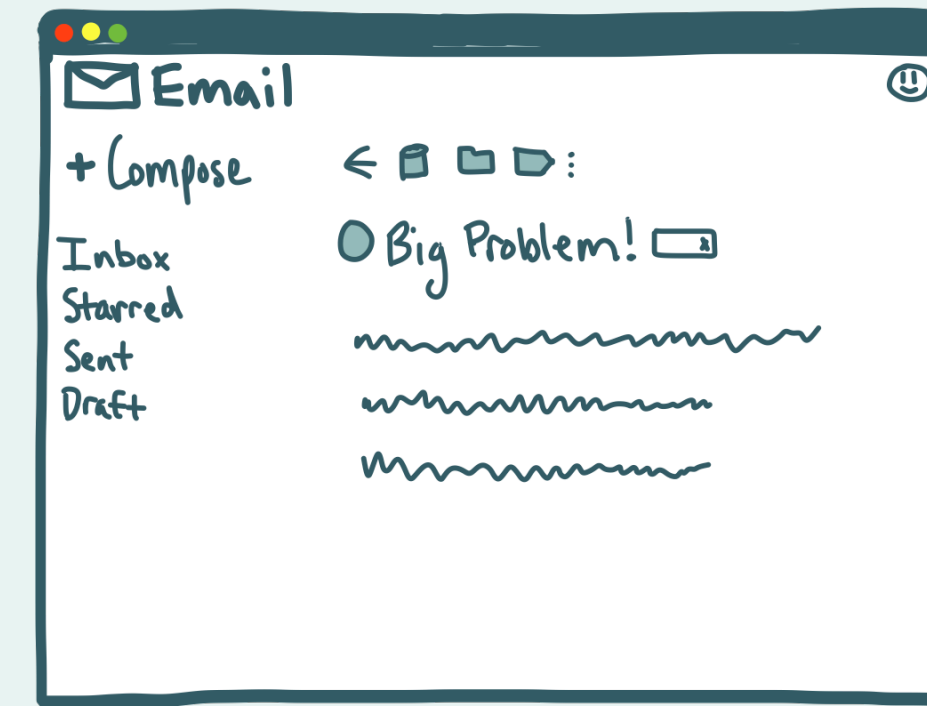 Email
+ Compose
Inbox
Starred
Sent
Draft
Big Problem!
x